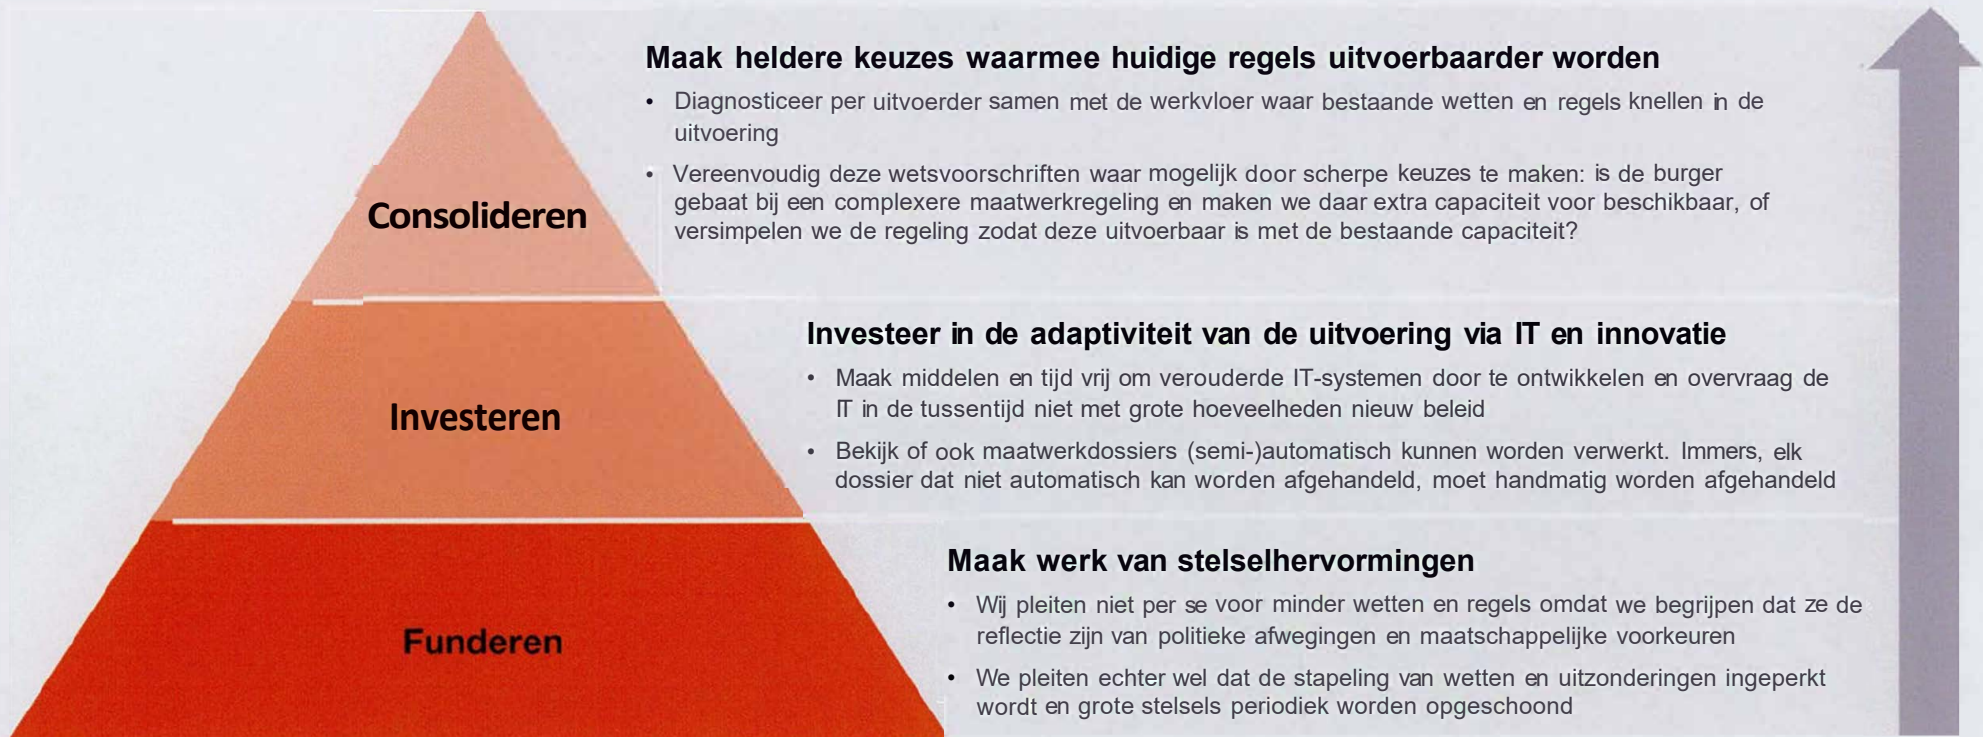 Maak heldere keuzes waarmee huidige regels uitvoerbaarder worden
• Diagnosticeer per uitvoerder samen met de werkvloer waar bestaande wetten en regels knellen in de
uitvoering
• Vereenvoudig deze wetsvoorschriften waar mogelijk door scherpe keuzes te maken: is de burger
gebaat bij een complexere maatwerkregeling en maken we daar extra capaciteit voor beschikbaar, of
versimpelen we de regeling zodat deze uitvoerbaar is met de bestaande capaciteit?
Consolideren
Investeer in de adaptiviteit van de uitvoering via IT en innovatie
• Maak middelen en tijd vrij om verouderde IT-systemen door te ontwikkelen en overvraag de
IT in de tussentijd niet met grote hoeveelheden nieuw beleid
• Bekijk of ook maatwerkdossiers (semi-)automatisch kunnen worden verwerkt. Immers, elk
dossier dat niet automatisch kan worden afgehandeld, moet handmatig worden afgehandeld
Investeren
Maak werk van stelselhervormingen
• Wij pleiten niet per se voor minder wetten en regels omdat we begrijpen dat ze de
reflectie zijn van politieke afwegingen en maatschappelijke voorkeuren
• We pleiten echter wel dat de stapeling van wetten en uitzonderingen ingeperkt
wordt en grote stelsels periodiek worden opgeschoond
Funderen